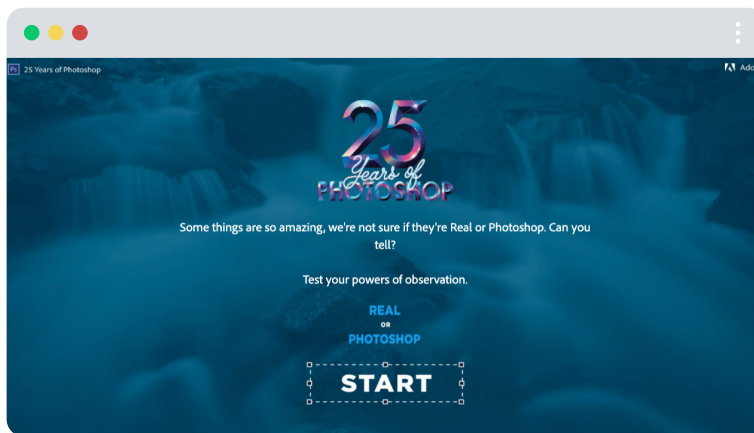 Ps 25 Years of Photoshop
25
Years of
PHOTOSHOP
Some things are so amazing, we're not sure if they're Real or Photoshop. Can you
tell?
Test your powers of observation.
REAL
OR
PHOTOSHOP
START